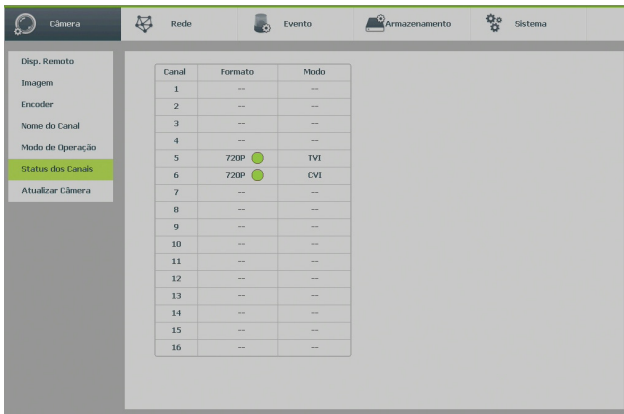 Câmera Rede Evento Armazenamento Sistema
Disp. Remoto
Imagem
Encoder
Nome do Canal
Modo de Operação
Status dos Canais
Atualizar Câmera
Canal Formato Modo
1 -- --
2 -- --
3 -- --
4 -- --
5 720P TVI
6 720P CVI
7 -- --
8 -- --
9 -- --
10 -- --
11 -- --
12 -- --
13 -- --
14 -- --
15 -- --
16 -- --